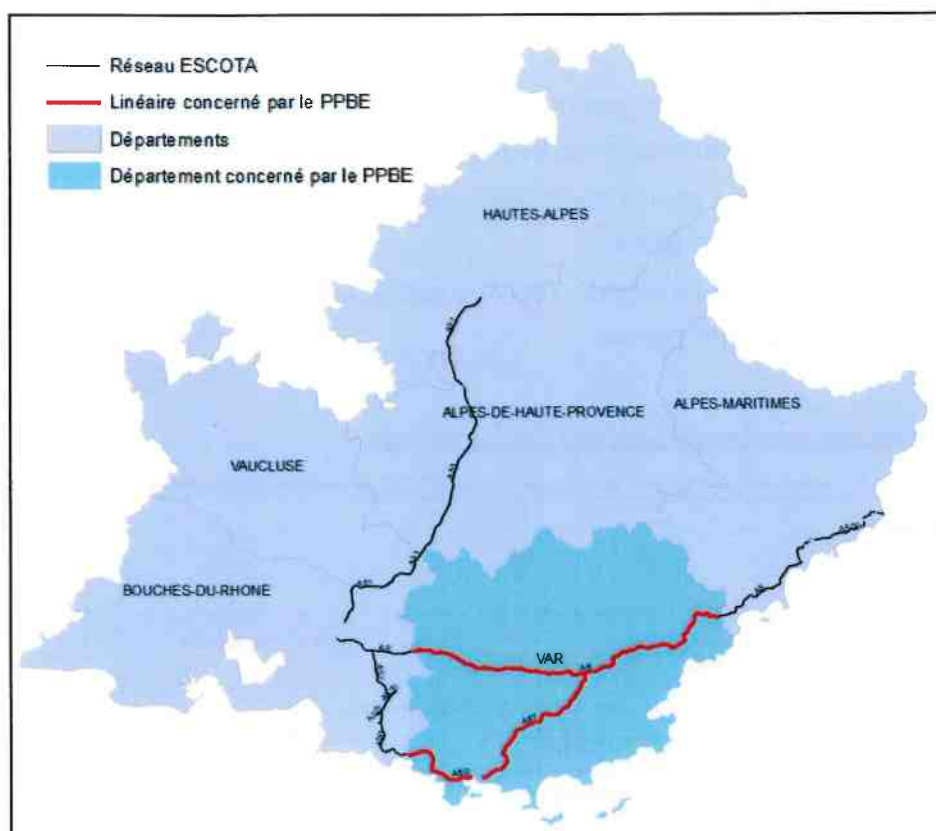 Réseau ESCOTA
Linéaire concerné par le PPBE
Départements
Département concerné par le PPBE
HAUTES-ALPES
ALPES-DE-HAUTE-PROVENCE
ALPES-MARITIMES
VAUCLUSE
BOUCHES-DU-RHONE
VAR